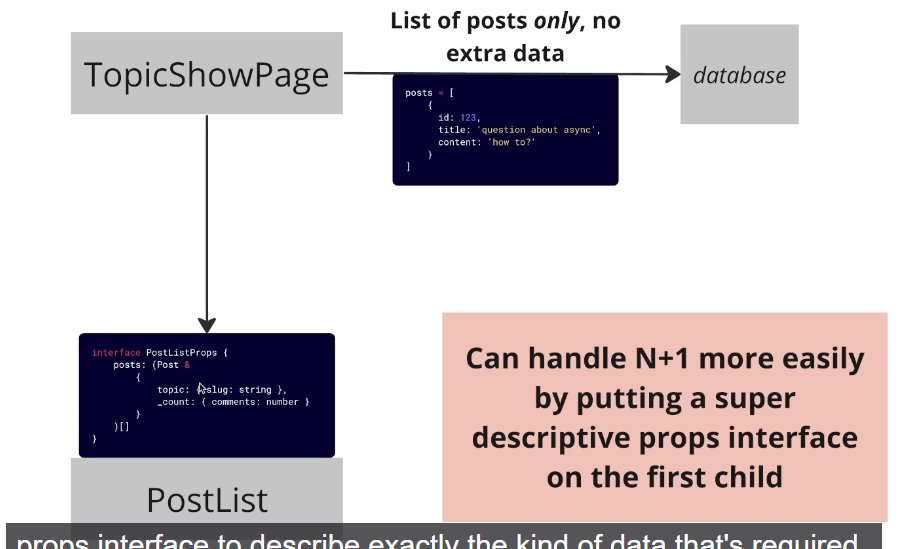 List of posts only, no
extra data
TopicShowPage
database
posts = [
{
id: 123,
title: 'question about async',
content: 'how to?'
}
]
interface PostListProps {
posts: (Post &
{
topic: { slug: string },
_count: { comments: number }
}
)[]
}
PostList
Can handle N+1 more easily
by putting a super
descriptive props interface
on the first child
props interface to describe exactly the kind of data that's required